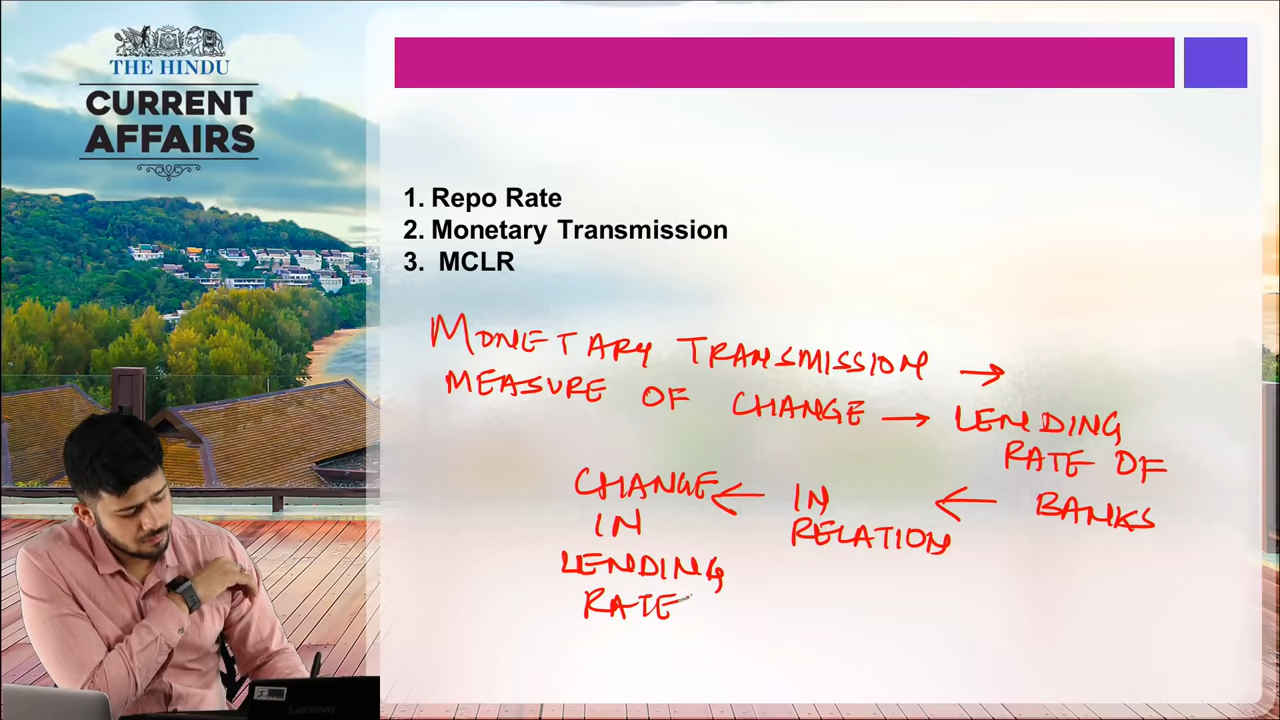 THE HINDU
CURRENT
AFFAIRS
1. Repo Rate
2. Monetary Transmission
3. MCLR
MONETARY TRANSMISSION →
MEASURE OF CHANGE → LENDING
RATE OF
BANKS
← IN
RELATION
← CHANGE
IN
LENDING
RATE
Lenovo